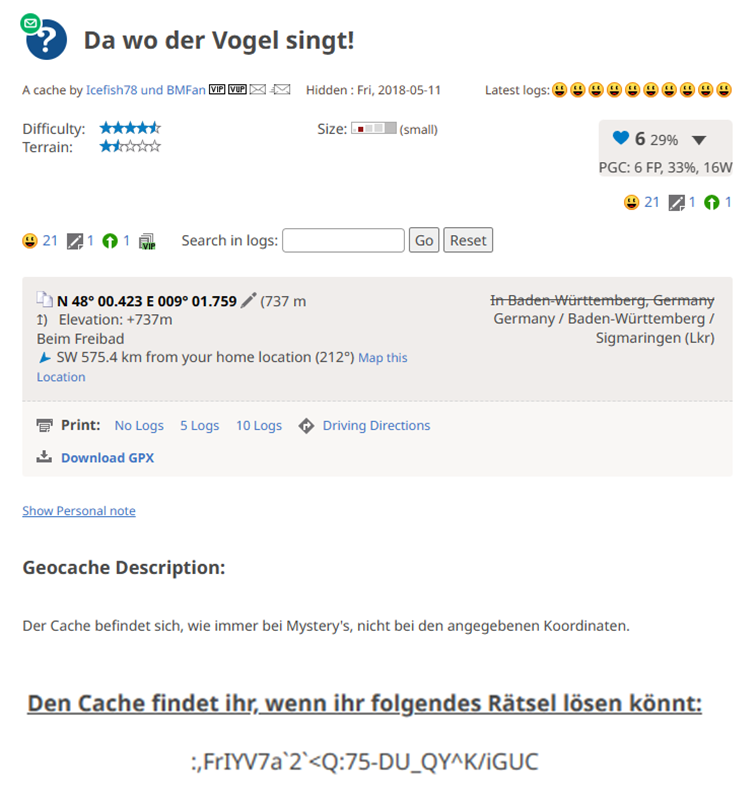 Da wo der Vogel singt!
A cache by Icefish78 und BMFan VIP VUP Hidden : Fri, 2018-05-11 Latest logs:
Difficulty:
Size: (small)
Terrain:
6 29%
PGC: 6 FP, 33%, 16W
21 1 1
21 1 1 VIP Search in logs: Go Reset
N 48° 00.423 E 009° 01.759 (737 m
Elevation: +737m
Beim Freibad
SW 575.4 km from your home location (212°) Map this
Location
In Baden-Württemberg, Germany
Germany / Baden-Württemberg /
Sigmaringen (Lkr)
Print: No Logs 5 Logs 10 Logs Driving Directions
Download GPX
Show Personal note
Geocache Description:
Der Cache befindet sich, wie immer bei Mystery's, nicht bei den angegebenen Koordinaten.
Den Cache findet ihr, wenn ihr folgendes Rätsel lösen könnt:
:,FrIYV7a`2`<Q:75-DU_QY^K/iGUC